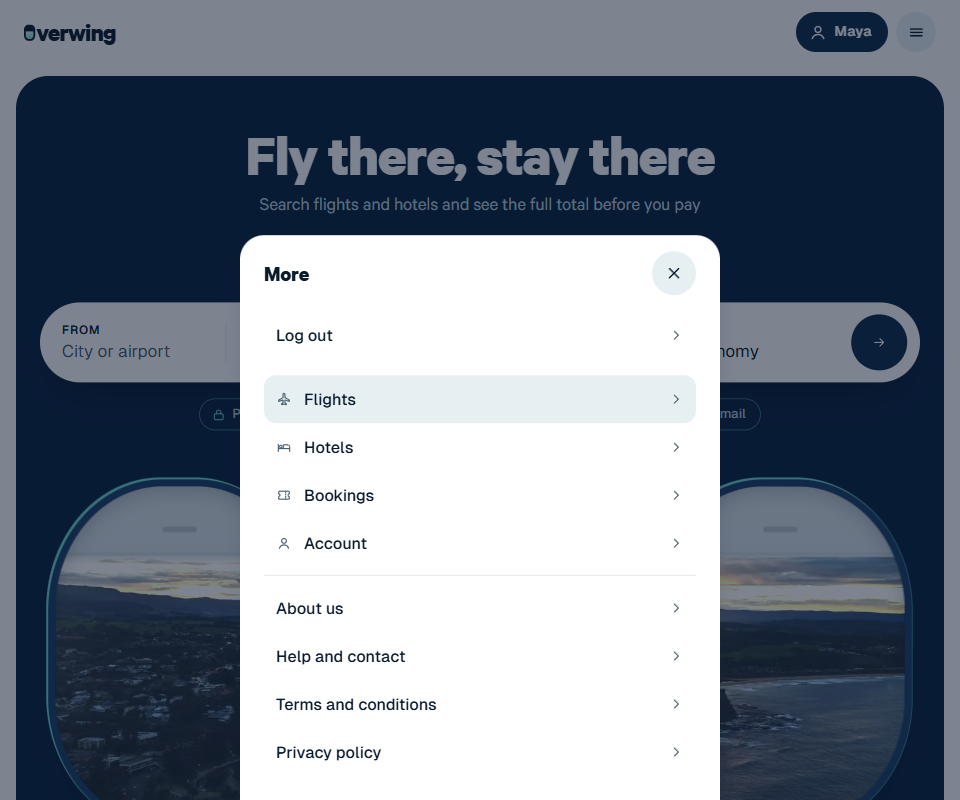 Overwing
Maya
Fly there, stay there
Search flights and hotels and see the full total before you pay
More
FROM
City or airport
Log out
Flights
Hotels
Bookings
Account
About us
Help and contact
Terms and conditions
Privacy policy